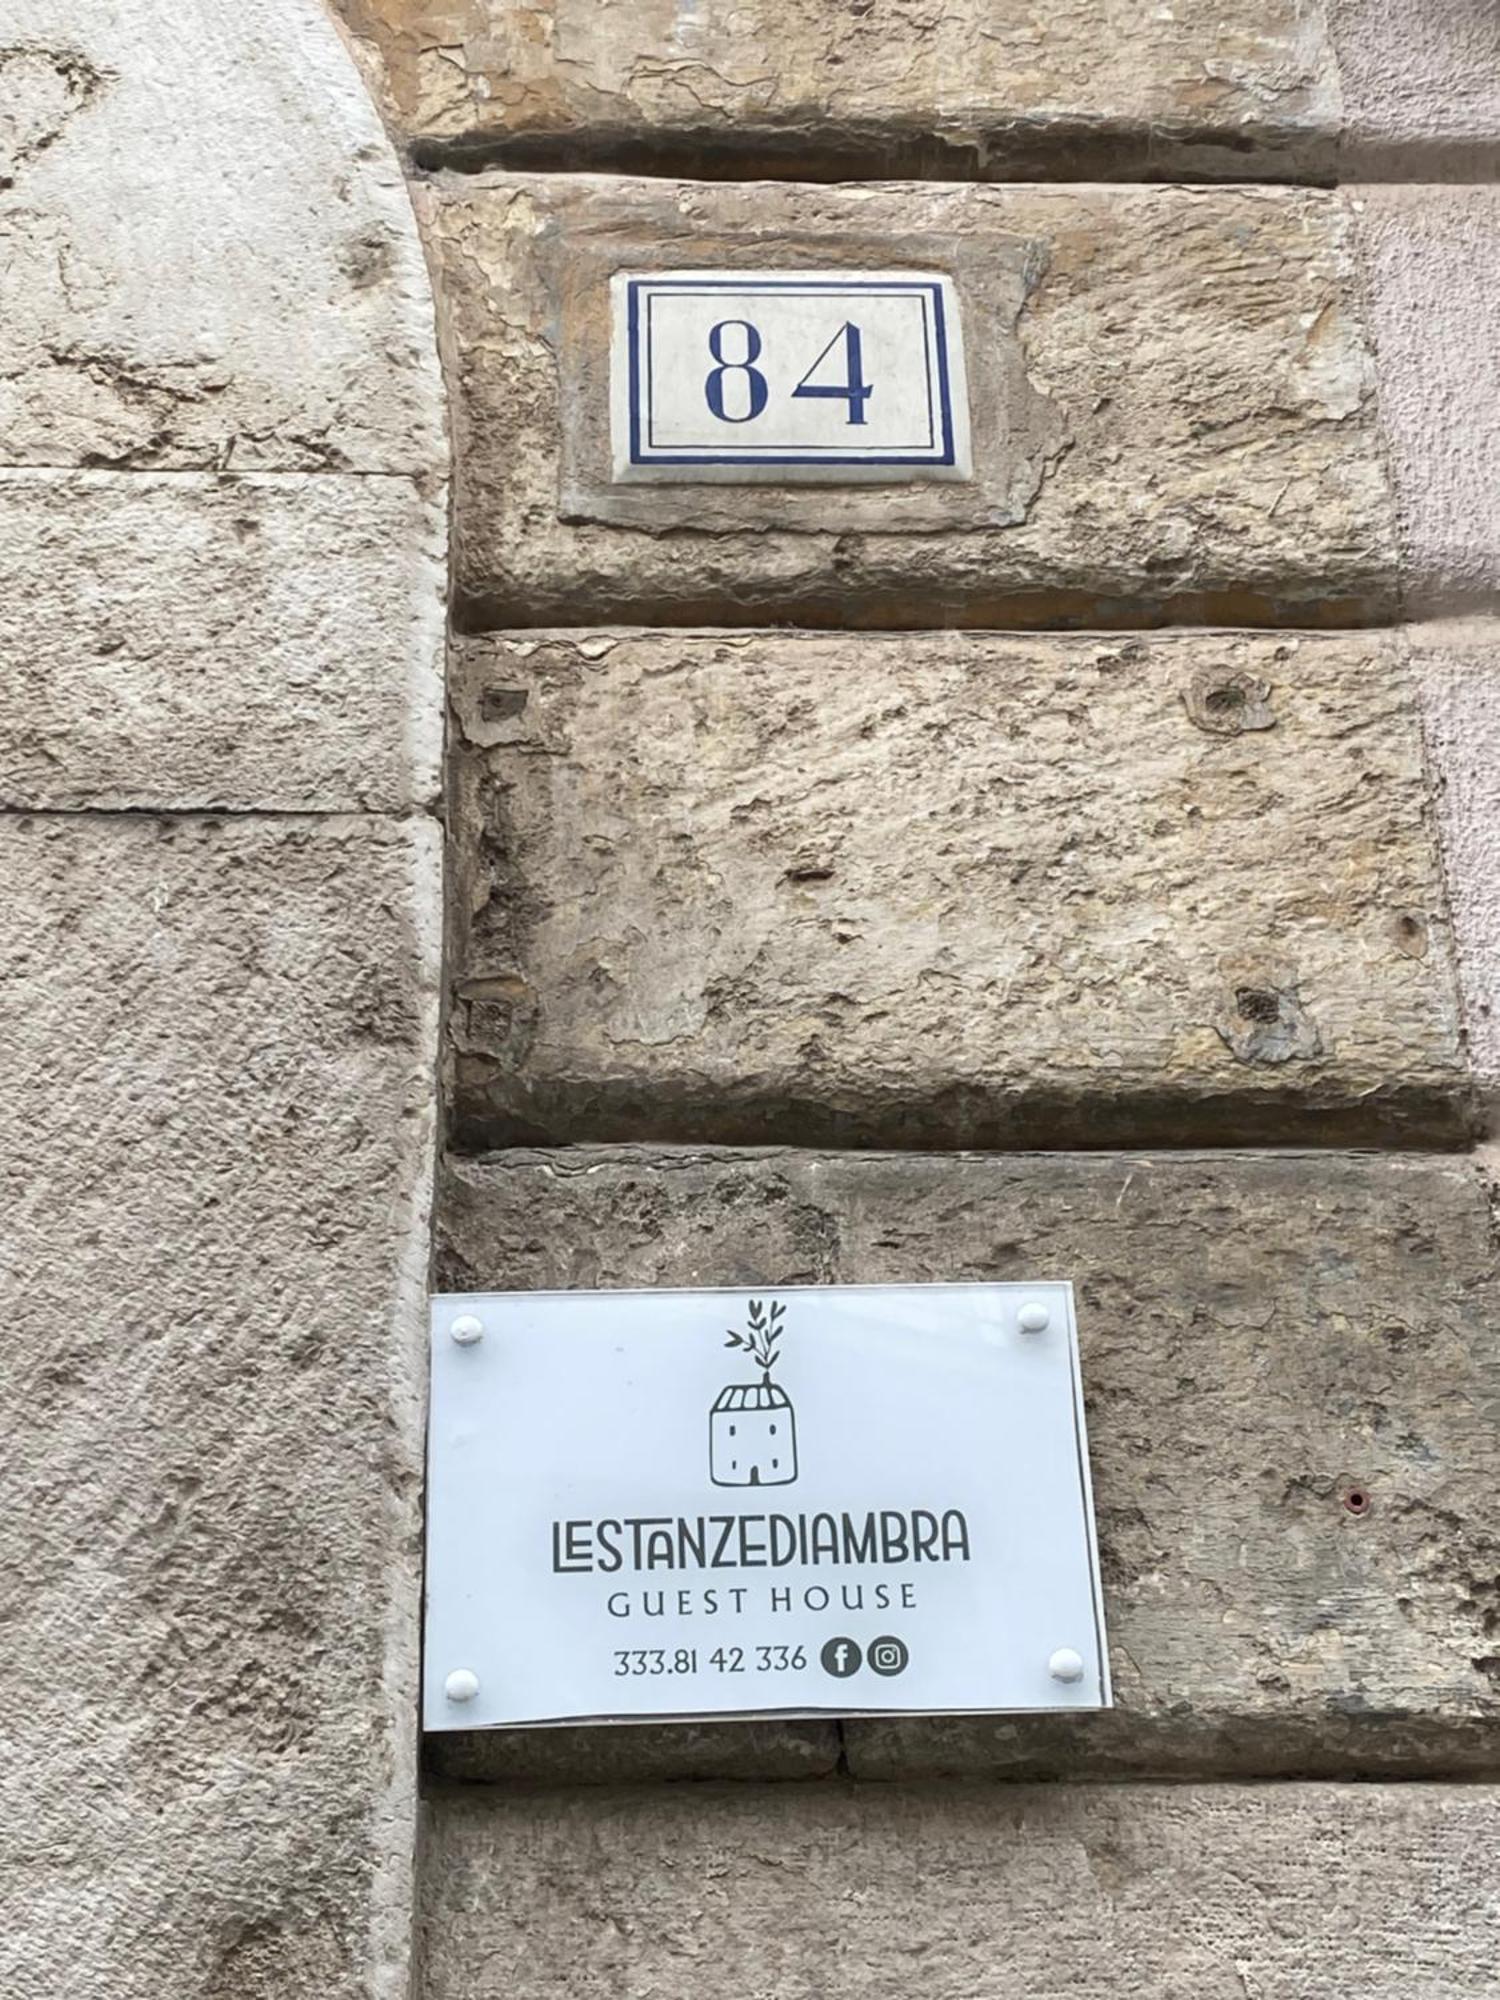 84
LESTANZEDIAMBRA
GUEST HOUSE
333.81 42 336